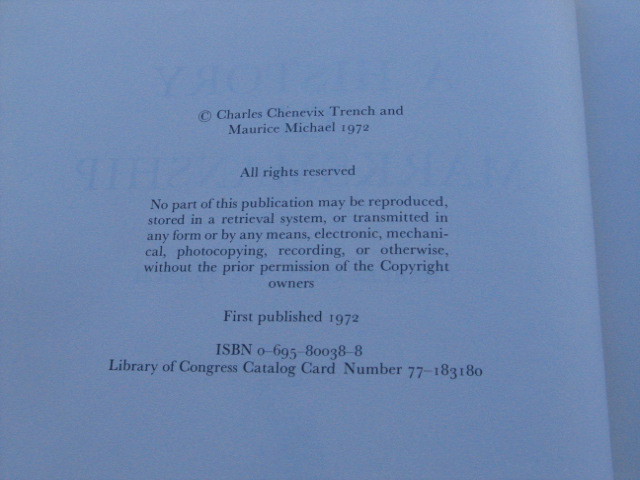 © Charles Chenevix Trench and
Maurice Michael 1972
All rights reserved
No part of this publication may be reproduced,
stored in a retrieval system, or transmitted in
any form or by any means, electronic, mechani-
cal, photocopying, recording, or otherwise,
without the prior permission of the Copyright
owners
First published 1972
ISBN 0–695–80038–8
Library of Congress Catalog Card Number 77–183180